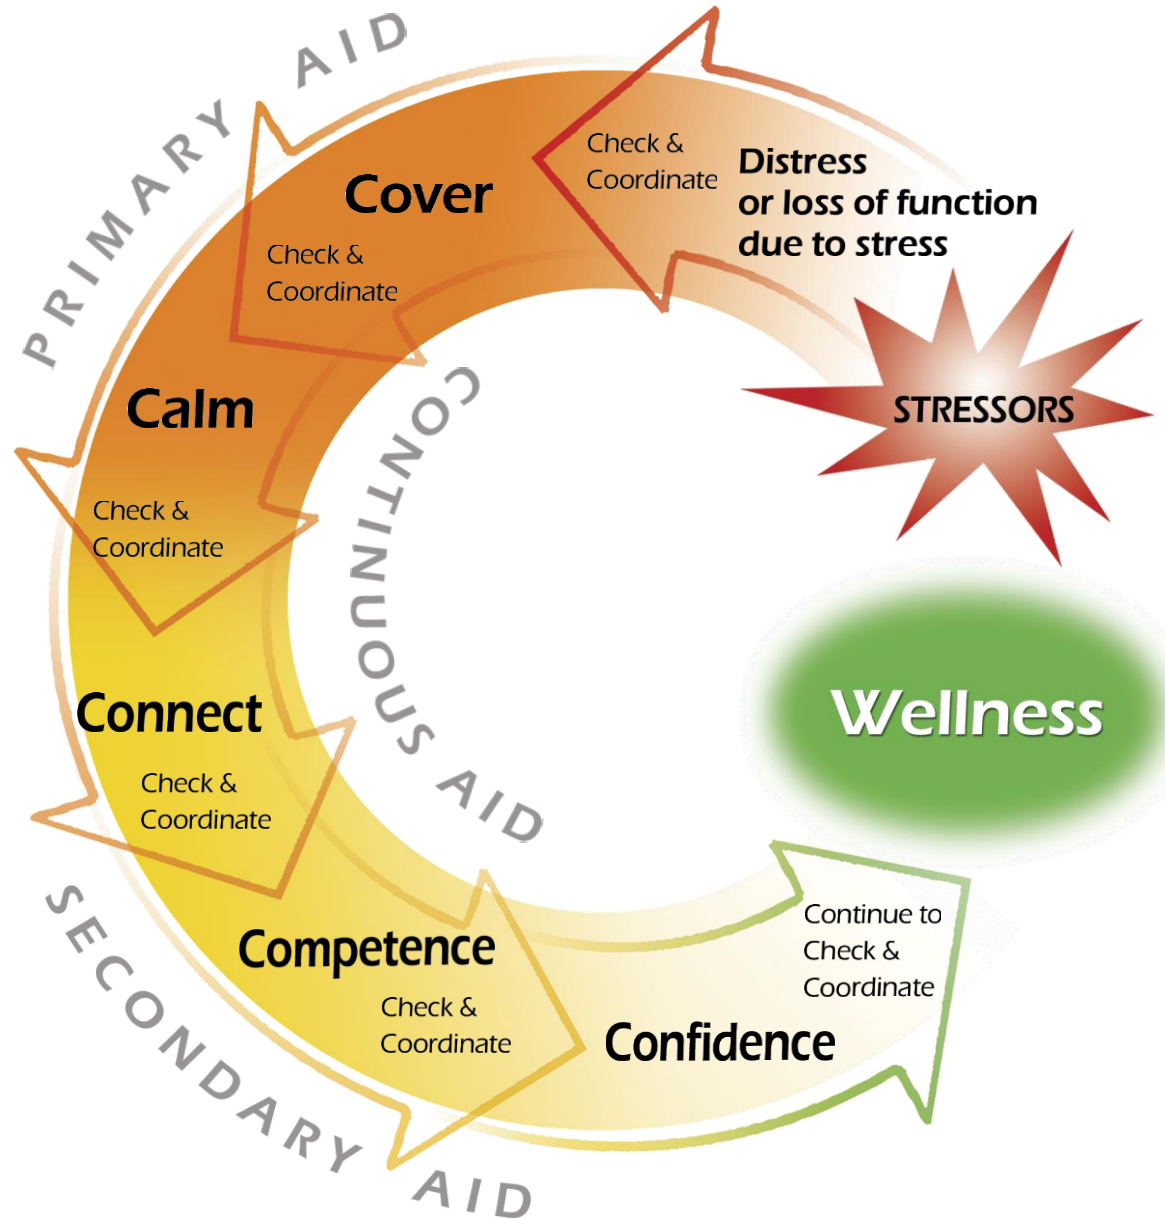 PRIMARY AID
STRESSORS
Distress
or loss of function
due to stress
Check &
Coordinate
Cover
Check &
Coordinate
Calm
Check &
Coordinate
CONTINUOUS AID
Connect
Check &
Coordinate
Competence
Check &
Coordinate
SECONDARY AID
Confidence
Continue to
Check &
Coordinate
Wellness